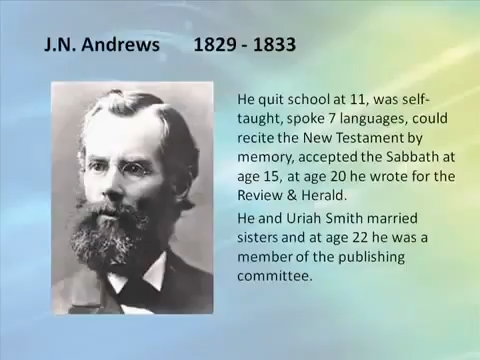 J.N. Andrews 1829 - 1833
He quit school at 11, was self-
taught, spoke 7 languages, could
recite the New Testament by
memory, accepted the Sabbath at
age 15, at age 20 he wrote for the
Review & Herald.
He and Uriah Smith married
sisters and at age 22 he was a
member of the publishing
committee.